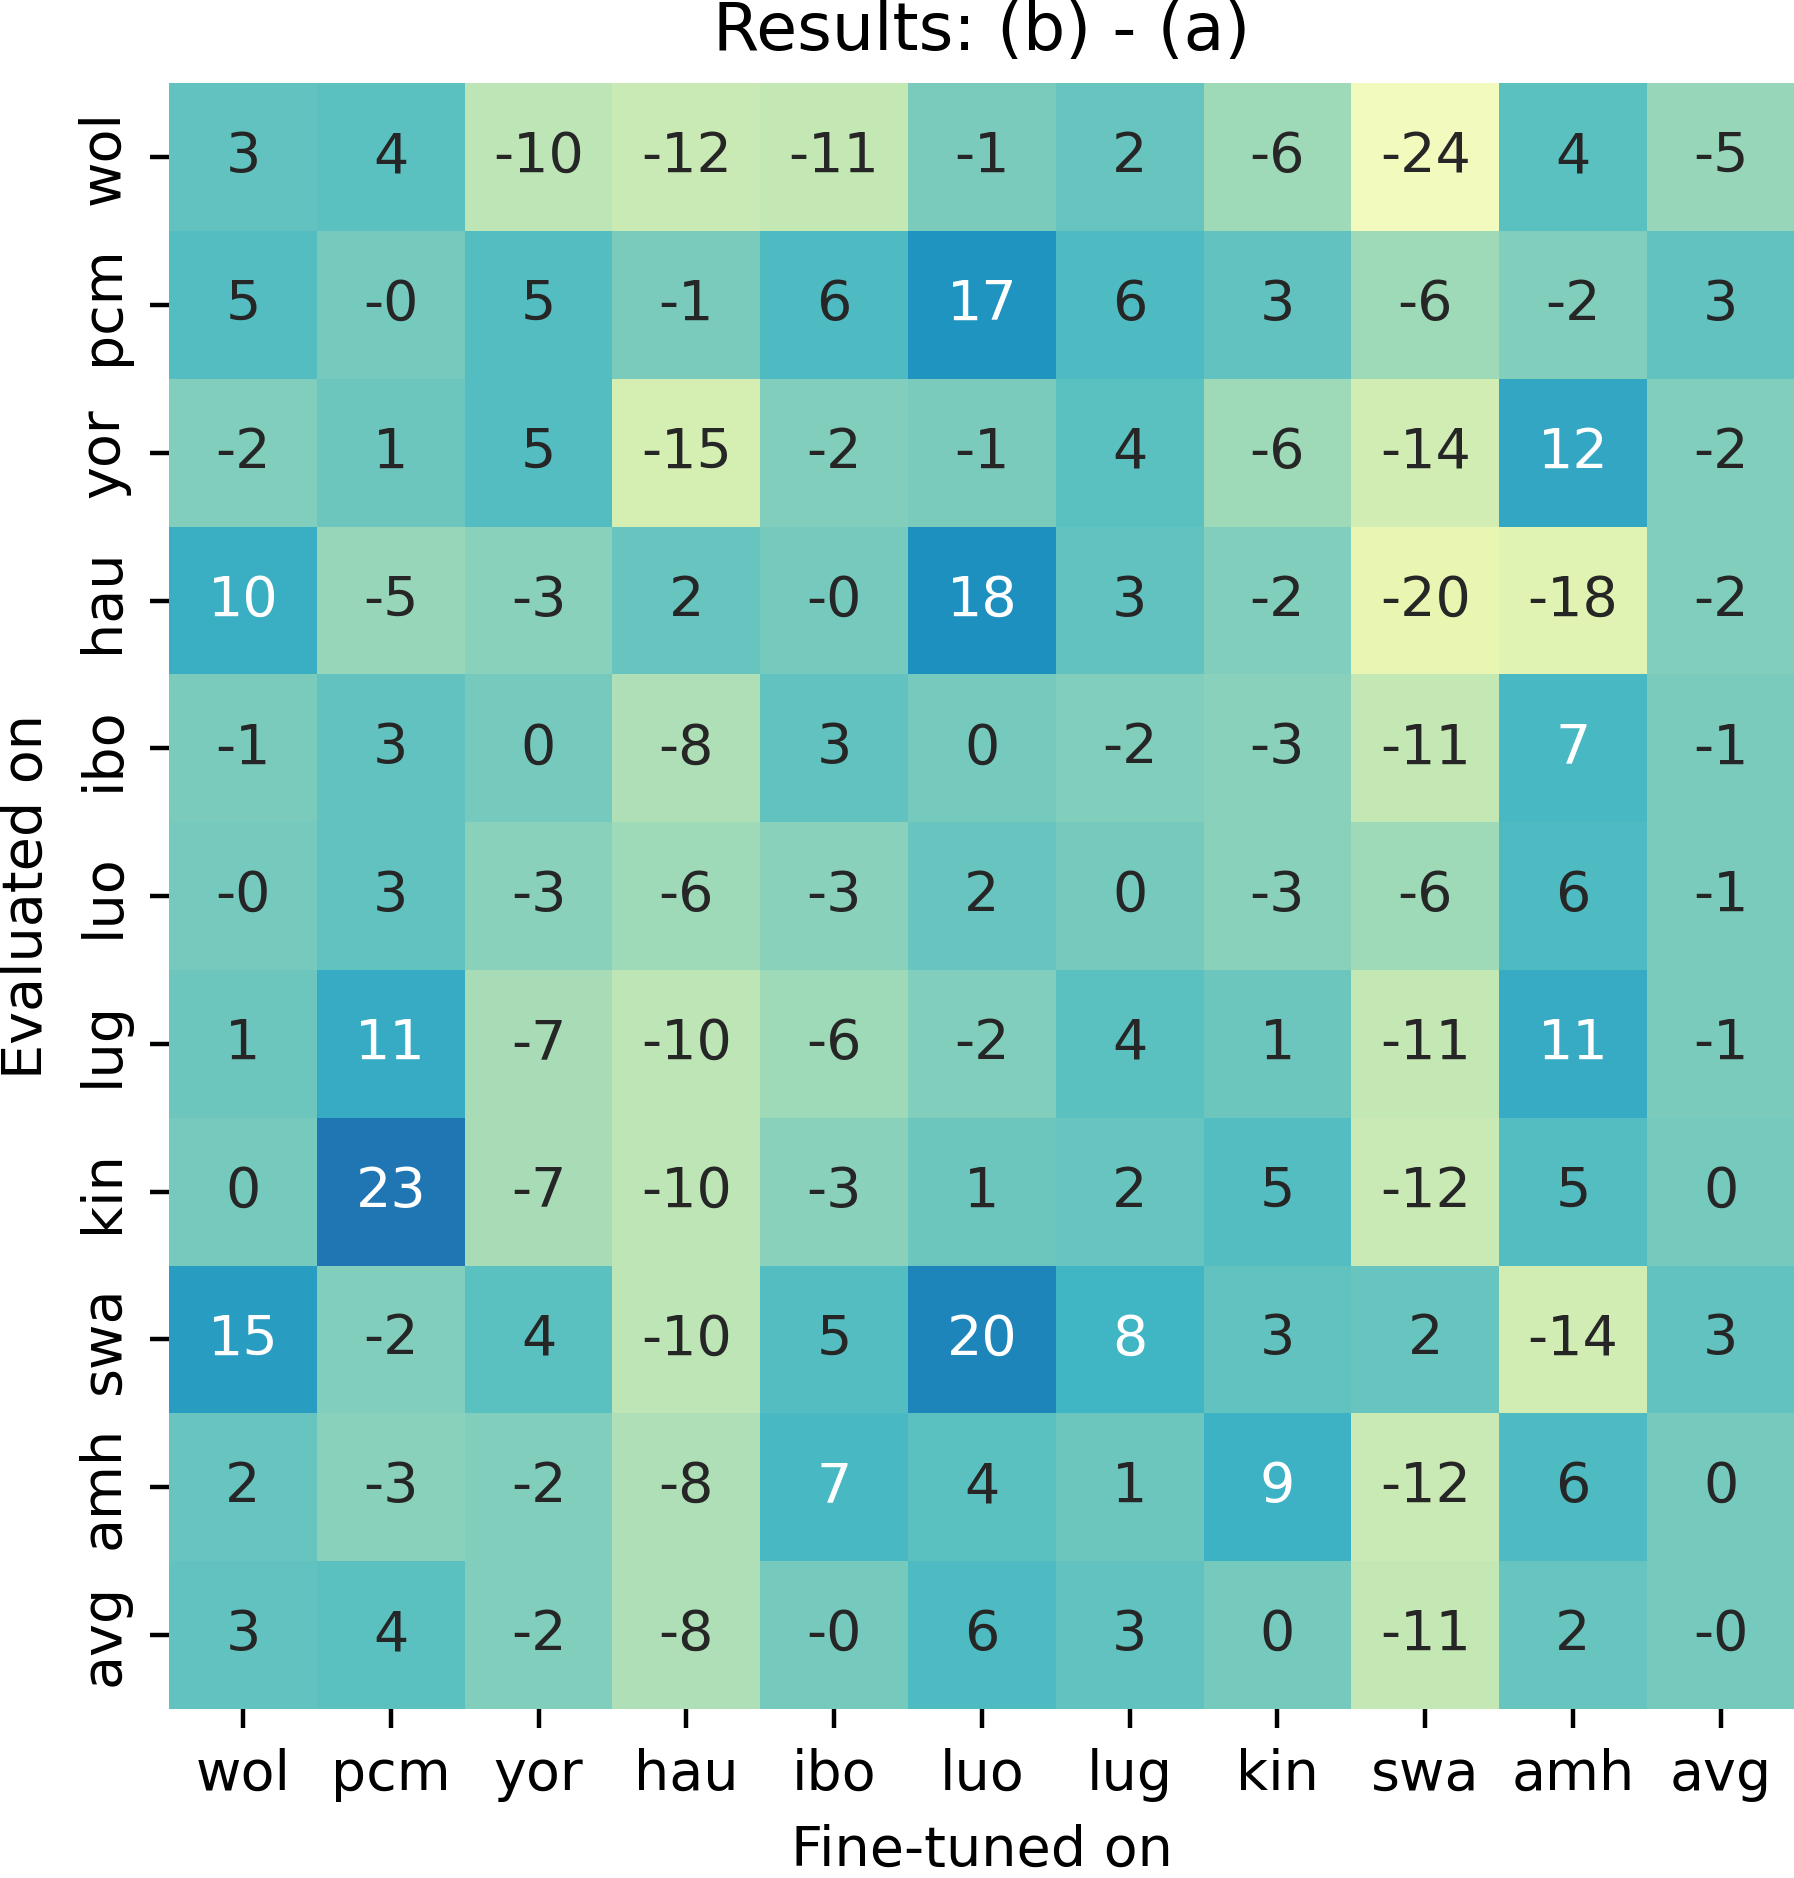 Results: (b) - (a)
Evaluated on
wol 3 4 -10 -12 -11 -1 2 -6 -24 4 -5
pcm 5 -0 5 -1 6 17 6 3 -6 -2 3
yor -2 1 5 -15 -2 -1 4 -6 -14 12 -2
hau 10 -5 -3 2 -0 18 3 -2 -20 -18 -2
ibo -1 3 0 -8 3 0 -2 -3 -11 7 -1
luo -0 3 -3 -6 -3 2 0 -3 -6 6 -1
lug 1 11 -7 -10 -6 -2 4 1 -11 11 -1
kin 0 23 -7 -10 -3 1 2 5 -12 5 0
swa 15 -2 4 -10 5 20 8 3 2 -14 3
amh 2 -3 -2 -8 7 4 1 9 -12 6 0
avg 3 4 -2 -8 -0 6 3 0 -11 2 -0
wol pcm yor hau ibo luo lug kin swa amh avg
Fine-tuned on